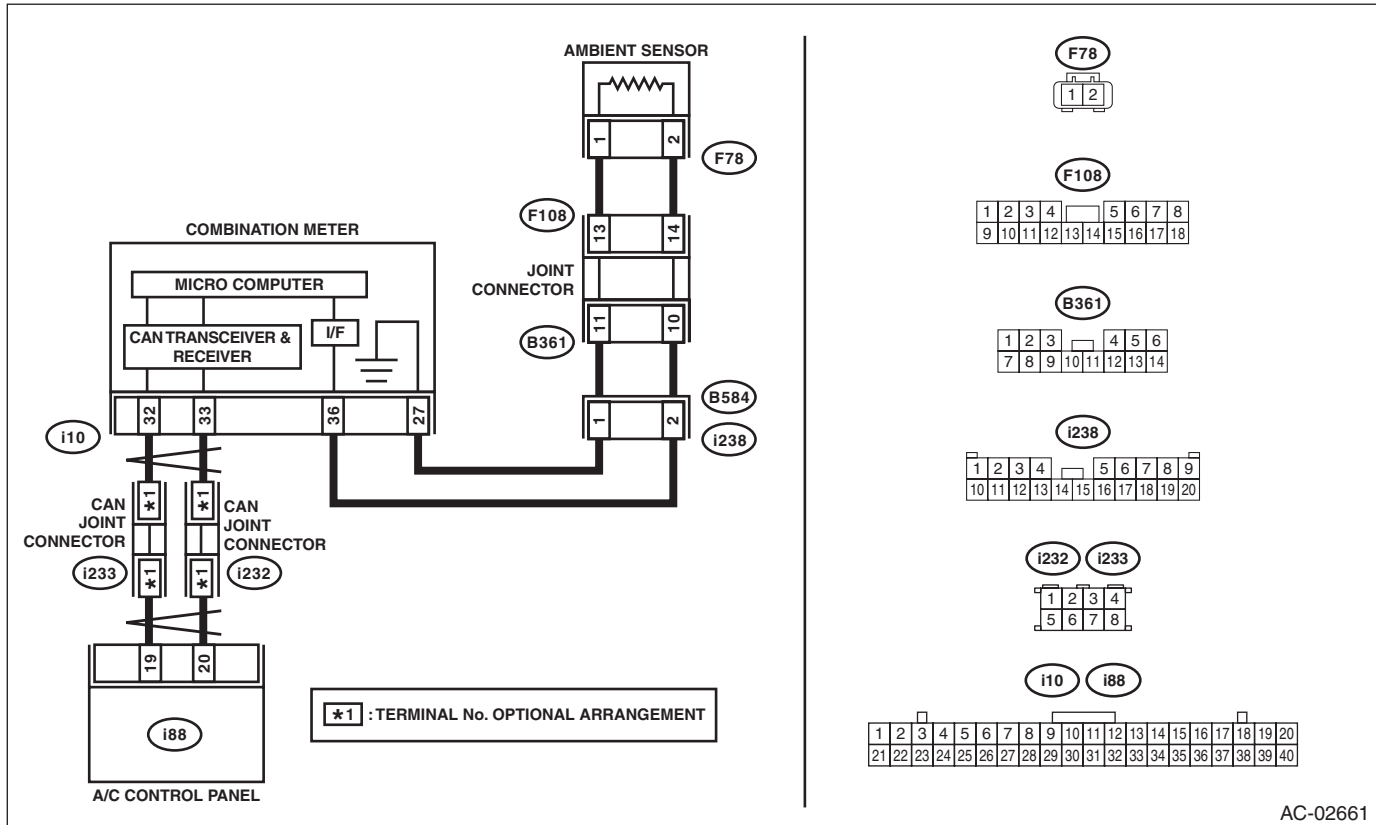 AMBIENT SENSOR
1 2
F78
F108
13 14
JOINT
CONNECTOR
11 10
B361
B584
1 2
i238
COMBINATION METER
MICRO COMPUTER
CAN TRANSCEIVER &
RECEIVER
I/F
32 33 36 27
i10
*1 *1
CAN
JOINT
CONNECTOR
CAN
JOINT
CONNECTOR
*1 *1
i233 i232
19 20
i88
A/C CONTROL PANEL
*1 : TERMINAL No. OPTIONAL ARRANGEMENT
F78
1 2
F108
1 2 3 4 5 6 7 8
9 10 11 12 13 14 15 16 17 18
B361
1 2 3 4 5 6
7 8 9 10 11 12 13 14
i238
1 2 3 4 5 6 7 8 9
10 11 12 13 14 15 16 17 18 19 20
i232 i233
1 2 3 4
5 6 7 8
i10 i88
1 2 3 4 5 6 7 8 9 10 11 12 13 14 15 16 17 18 19 20
21 22 23 24 25 26 27 28 29 30 31 32 33 34 35 36 37 38 39 40
AC-02661